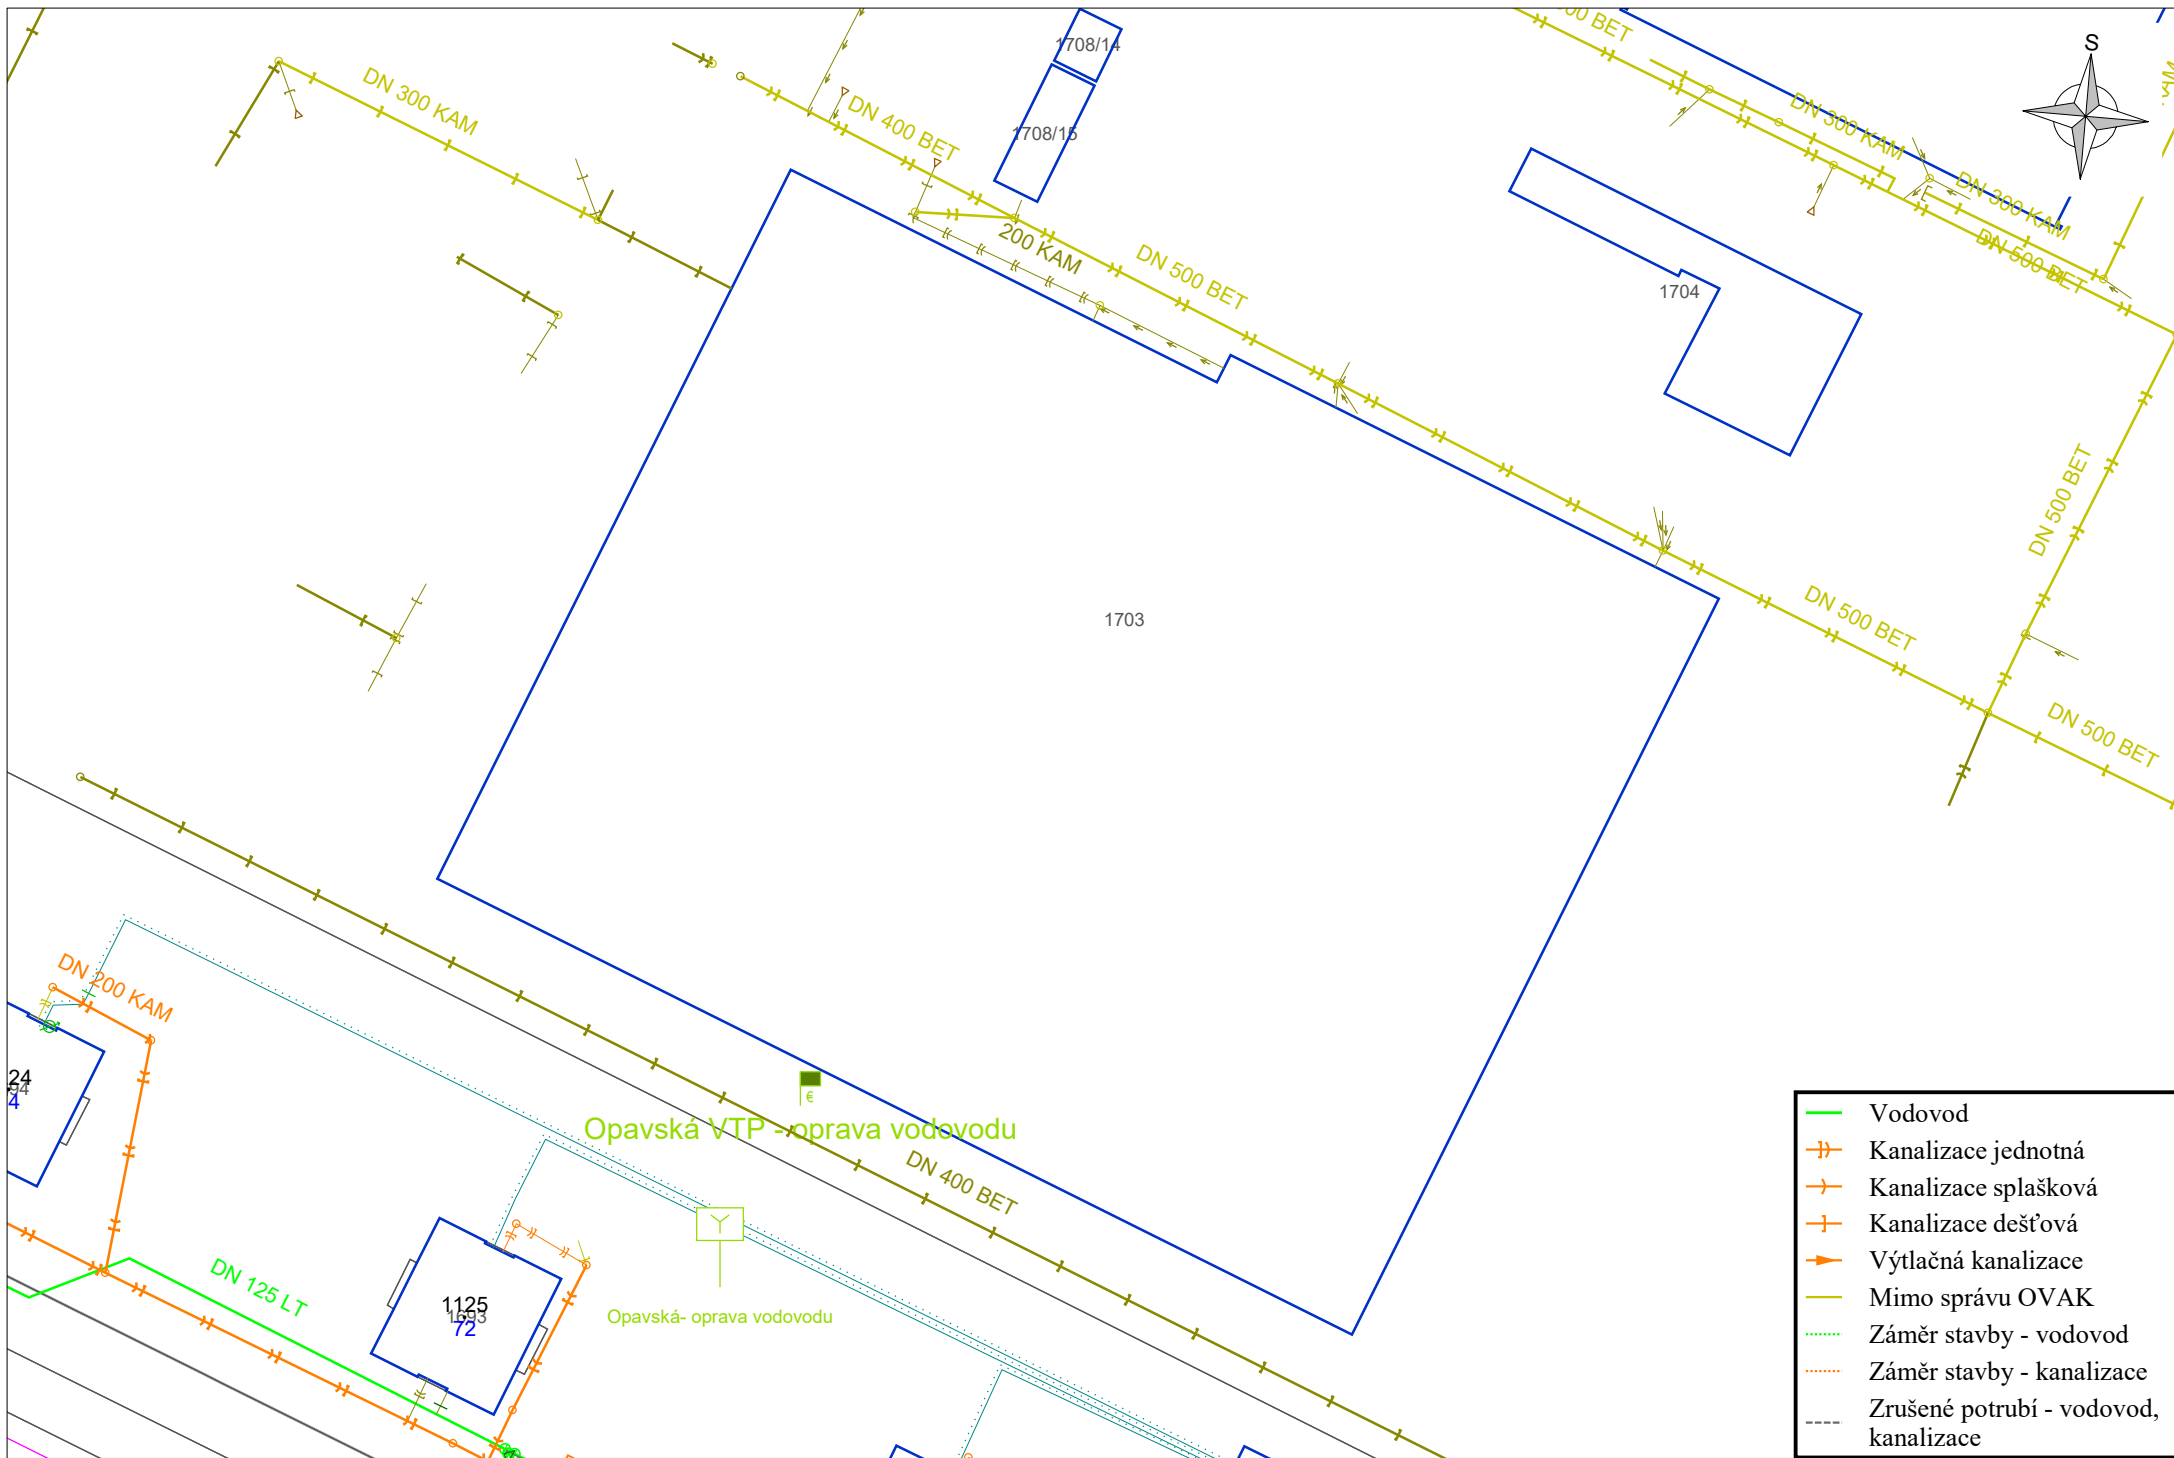 S
1708/14
DN 300 KAM
DN 400 BET
1708/15
DN 300 KAM
DN 300 KAM
200 KAM
DN 500 BET
DN 500 BET
1704
DN 500 BET
1703
DN 500 BET
DN 500 BET
DN 200 KAM
24
94
4
€
Opavská VTP - oprava vodovodu
DN 400 BET
DN 125 LT
1125
1693
72
Opavská- oprava vodovodu
Vodovod
Kanalizace jednotná
Kanalizace splašková
Kanalizace dešťová
Výtlačná kanalizace
Mimo správu OVAK
Záměr stavby - vodovod
Záměr stavby - kanalizace
Zrušené potrubí - vodovod,
kanalizace